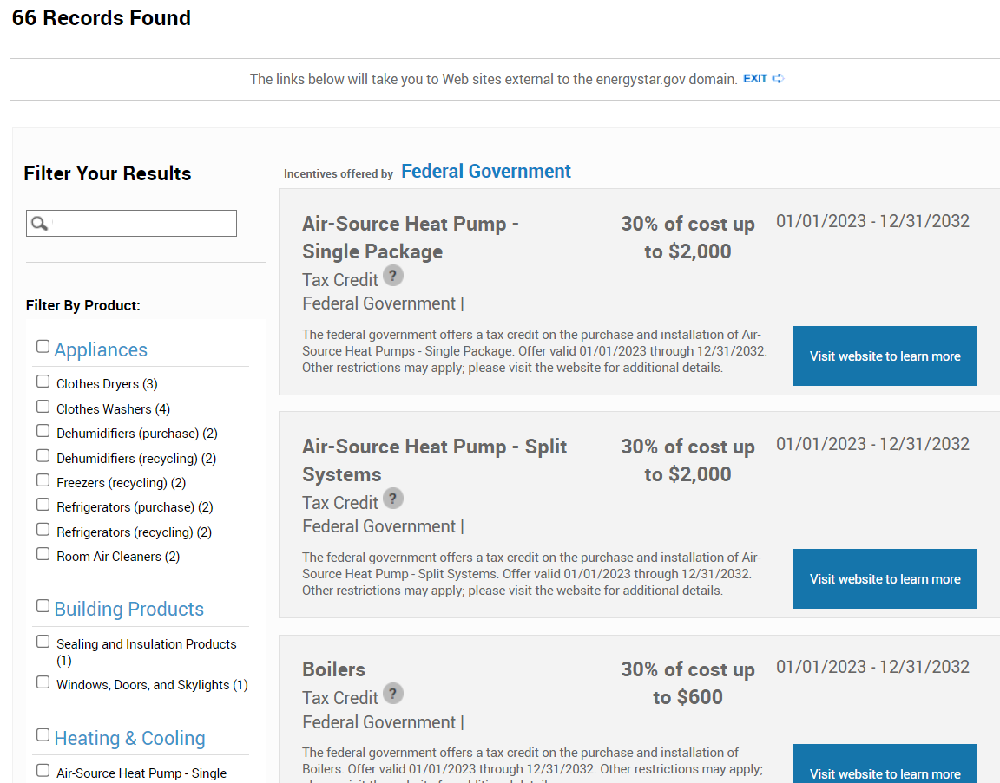 66 Records Found
The links below will take you to Web sites external to the energystar.gov domain. EXIT
Filter Your Results
Filter By Product:
Appliances
Clothes Dryers (3)
Clothes Washers (4)
Dehumidifiers (purchase) (2)
Dehumidifiers (recycling) (2)
Freezers (recycling) (2)
Refrigerators (purchase) (2)
Refrigerators (recycling) (2)
Room Air Cleaners (2)
Building Products
Sealing and Insulation Products
(1)
Windows, Doors, and Skylights (1)
Heating & Cooling
Air-Source Heat Pump - Single
Incentives offered by Federal Government
Air-Source Heat Pump -
Single Package
Tax Credit ?
Federal Government |
30% of cost up
to $2,000
01/01/2023 - 12/31/2032
The federal government offers a tax credit on the purchase and installation of Air-
Source Heat Pumps - Single Package. Offer valid 01/01/2023 through 12/31/2032.
Other restrictions may apply; please visit the website for additional details.
Visit website to learn more
Air-Source Heat Pump - Split
Systems
Tax Credit ?
Federal Government |
30% of cost up
to $2,000
01/01/2023 - 12/31/2032
The federal government offers a tax credit on the purchase and installation of Air-
Source Heat Pump - Split Systems. Offer valid 01/01/2023 through 12/31/2032.
Other restrictions may apply; please visit the website for additional details.
Visit website to learn more
Boilers
Tax Credit ?
Federal Government |
30% of cost up
to $600
01/01/2023 - 12/31/2032
The federal government offers a tax credit on the purchase and installation of
Boilers. Offer valid 01/01/2023 through 12/31/2032. Other restrictions may apply;
Visit website to learn more